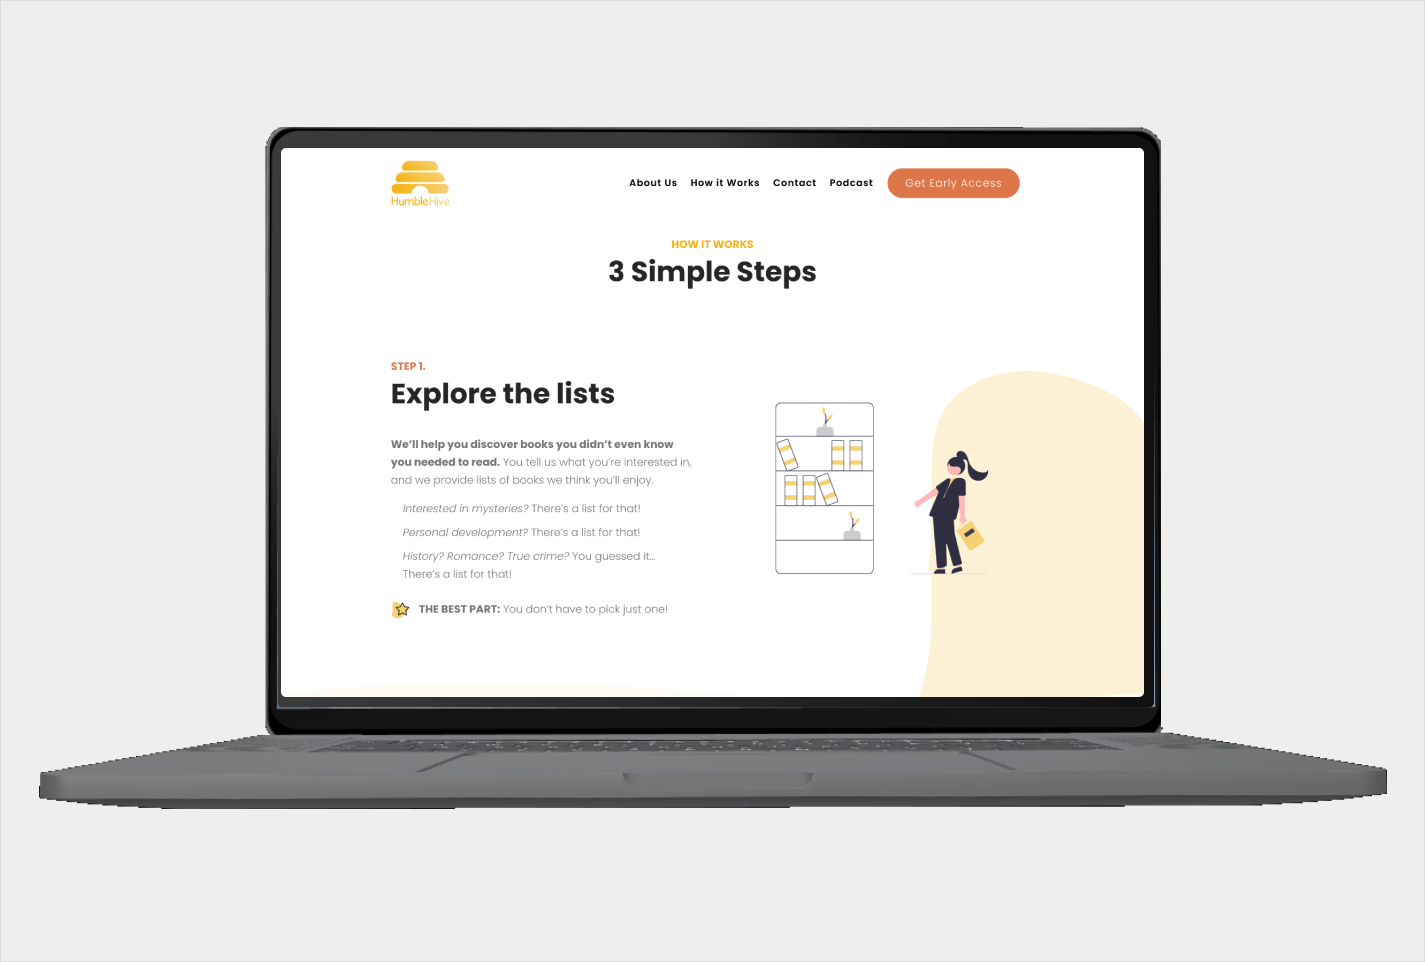 HumbleHive
About Us How it Works Contact Podcast Get Early Access
HOW IT WORKS
3 Simple Steps
STEP 1.
Explore the lists
We’ll help you discover books you didn’t even know
you needed to read. You tell us what you’re interested in,
and we provide lists of books we think you’ll enjoy.
Interested in mysteries? There’s a list for that!
Personal development? There’s a list for that!
History? Romance? True crime? You guessed it...
There’s a list for that!
THE BEST PART: You don’t have to pick just one!